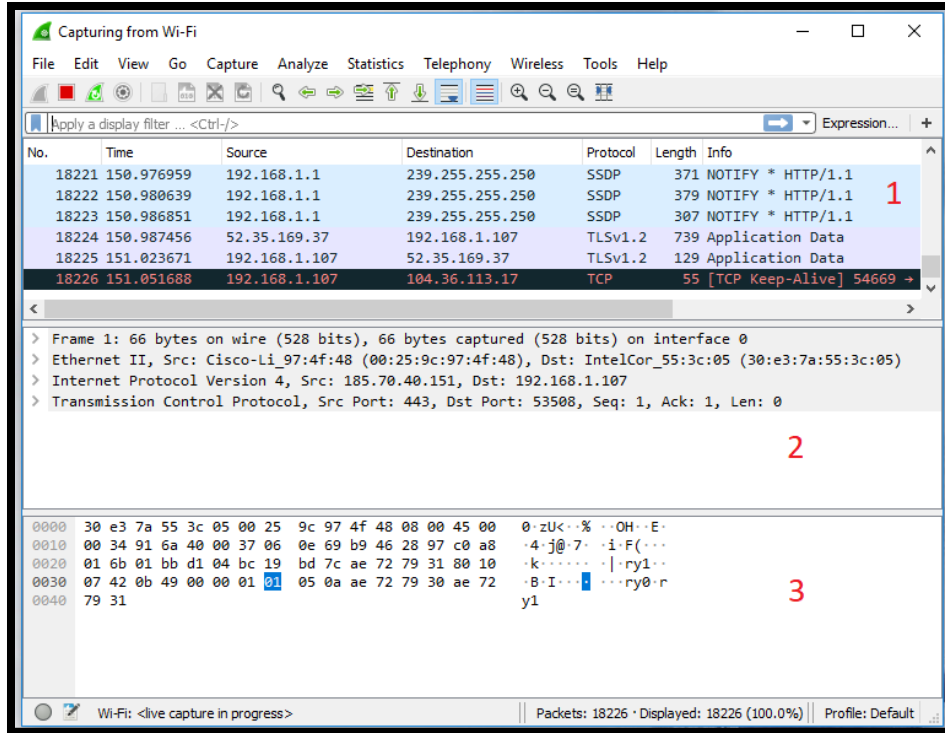 Capturing from Wi-Fi
File Edit View Go Capture Analyze Statistics Telephony Wireless Tools Help
Apply a display filter ... <Ctrl-/> Expression... +
No. Time Source Destination Protocol Length Info
18221 150.976959 192.168.1.1 239.255.255.250 SSDP 371 NOTIFY * HTTP/1.1
18222 150.980639 192.168.1.1 239.255.255.250 SSDP 379 NOTIFY * HTTP/1.1
1
18223 150.986851 192.168.1.1 239.255.255.250 SSDP 307 NOTIFY * HTTP/1.1
18224 150.987456 52.35.169.37 192.168.1.107 TLSv1.2 739 Application Data
18225 151.023671 192.168.1.107 52.35.169.37 TLSv1.2 129 Application Data
18226 151.051688 192.168.1.107 104.36.113.17 TCP 55 [TCP Keep-Alive] 54669 →
> Frame 1: 66 bytes on wire (528 bits), 66 bytes captured (528 bits) on interface 0
> Ethernet II, Src: Cisco-Li_97:4f:48 (00:25:9c:97:4f:48), Dst: IntelCor_55:3c:05 (30:e3:7a:55:3c:05)
> Internet Protocol Version 4, Src: 185.70.40.151, Dst: 192.168.1.107
> Transmission Control Protocol, Src Port: 443, Dst Port: 53508, Seq: 1, Ack: 1, Len: 0
2
0000 30 e3 7a 55 3c 05 00 25 9c 97 4f 48 08 00 45 00 0·zU<··% ··OH··E·
0010 00 34 91 6a 40 00 37 06 0e 69 b9 46 28 97 c0 a8 ·4·j@·7· ·i·F(···
0020 01 6b 01 bb d1 04 bc 19 bd 7c ae 72 79 31 80 10 ·k······ ·|·ry1··
0030 07 42 0b 49 00 00 01 01 05 0a ae 72 79 30 ae 72 ·B·I···· ···ry0·r
0040 79 31 y1
3
Wi-Fi: <live capture in progress> Packets: 18226 · Displayed: 18226 (100.0%) Profile: Default